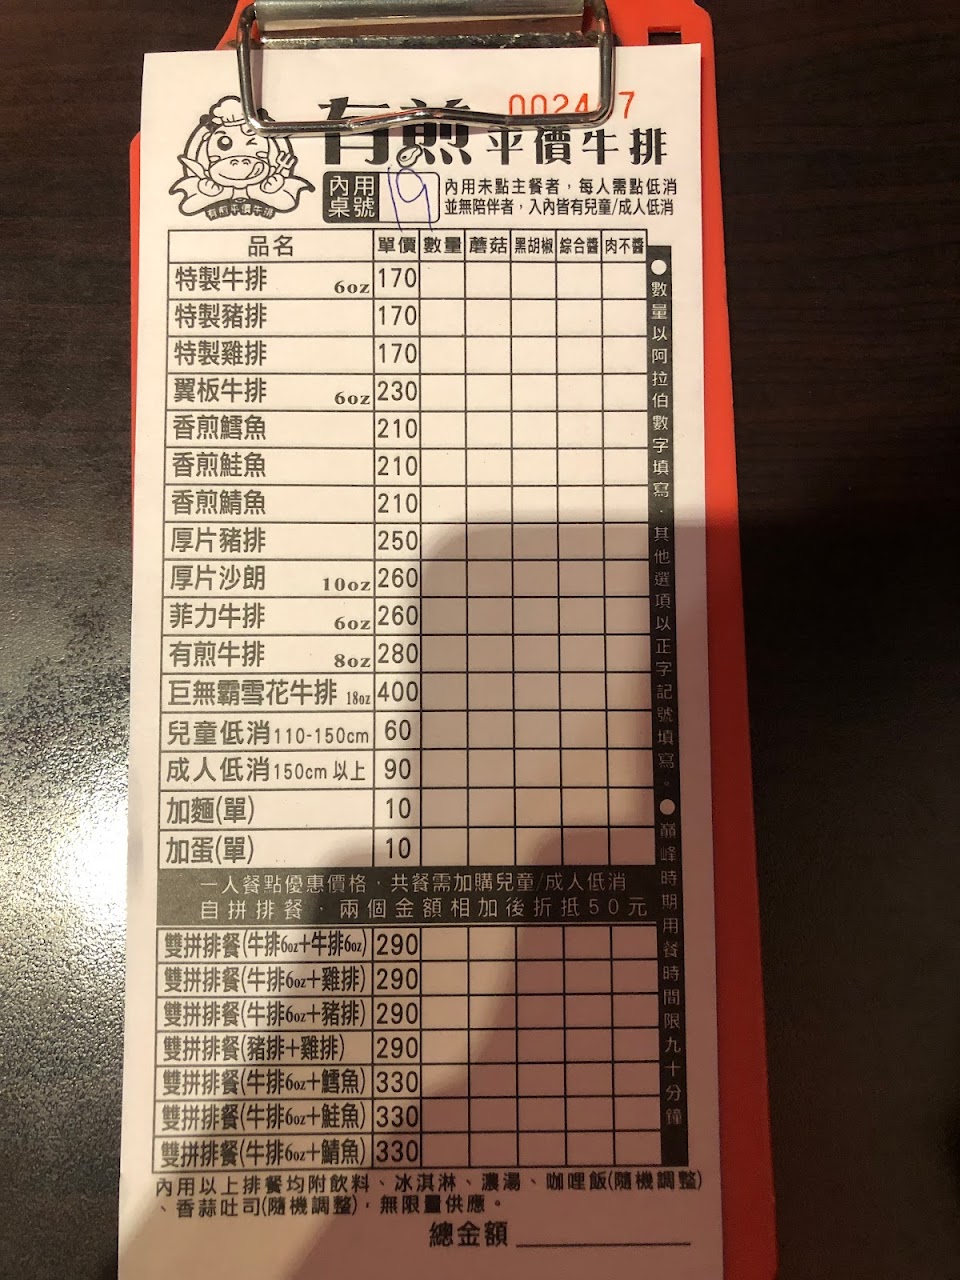 002447
有煎 平價牛排
有煎平價牛排
內用桌號 19
內用未點主餐者，每人需點低消
並無陪伴者，入內皆有兒童/成人低消
品名 單價 數量 蘑菇 黑胡椒 綜合醬 肉不醬
特製牛排 6oz 170
特製豬排 170
特製雞排 170
翼板牛排 6oz 230
香煎鱈魚 210
香煎鮭魚 210
香煎鯖魚 210
厚片豬排 250
厚片沙朗 10oz 260
菲力牛排 6oz 260
有煎牛排 8oz 280
巨無霸雪花牛排 18oz 400
兒童低消110-150cm 60
成人低消150cm以上 90
加麵(單) 10
加蛋(單) 10
一人餐點優惠價格．共餐需加購兒童/成人低消
自拼排餐，兩個金額相加後折抵50元
雙拼排餐(牛排6oz+牛排6oz) 290
雙拼排餐(牛排6oz+雞排) 290
雙拼排餐(牛排6oz+豬排) 290
雙拼排餐(豬排+雞排) 290
雙拼排餐(牛排6oz+鱈魚) 330
雙拼排餐(牛排6oz+鮭魚) 330
雙拼排餐(牛排6oz+鯖魚) 330
●數量以阿拉伯數字填寫．其他選項以正字記號填寫。●巔峰時期用餐時間限九十分鐘
內用以上排餐均附飲料、冰淇淋、濃湯、咖哩飯(隨機調整)
、香蒜吐司(隨機調整)，無限量供應。
總金額